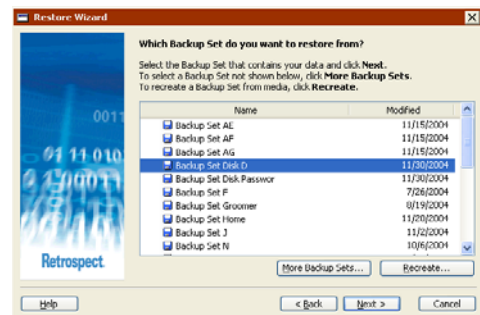 Restore Wizard
Which Backup Set do you want to restore from?
Select the Backup Set that contains your data and click Next.
To select a Backup Set not shown below, click More Backup Sets.
To recreate a Backup Set from media, click Recreate.
Name Modified
Backup Set AE 11/15/2004
Backup Set AF 11/15/2004
Backup Set AG 11/15/2004
Backup Set Disk D 11/30/2004
Backup Set Disk Passwor 11/30/2004
Backup Set F 7/26/2004
Backup Set Groomer 8/19/2004
Backup Set Home 11/20/2004
Backup Set J 11/2/2004
Backup Set N 10/6/2004
Retrospect
More Backup Sets... Recreate...
Help < Back Next > Cancel